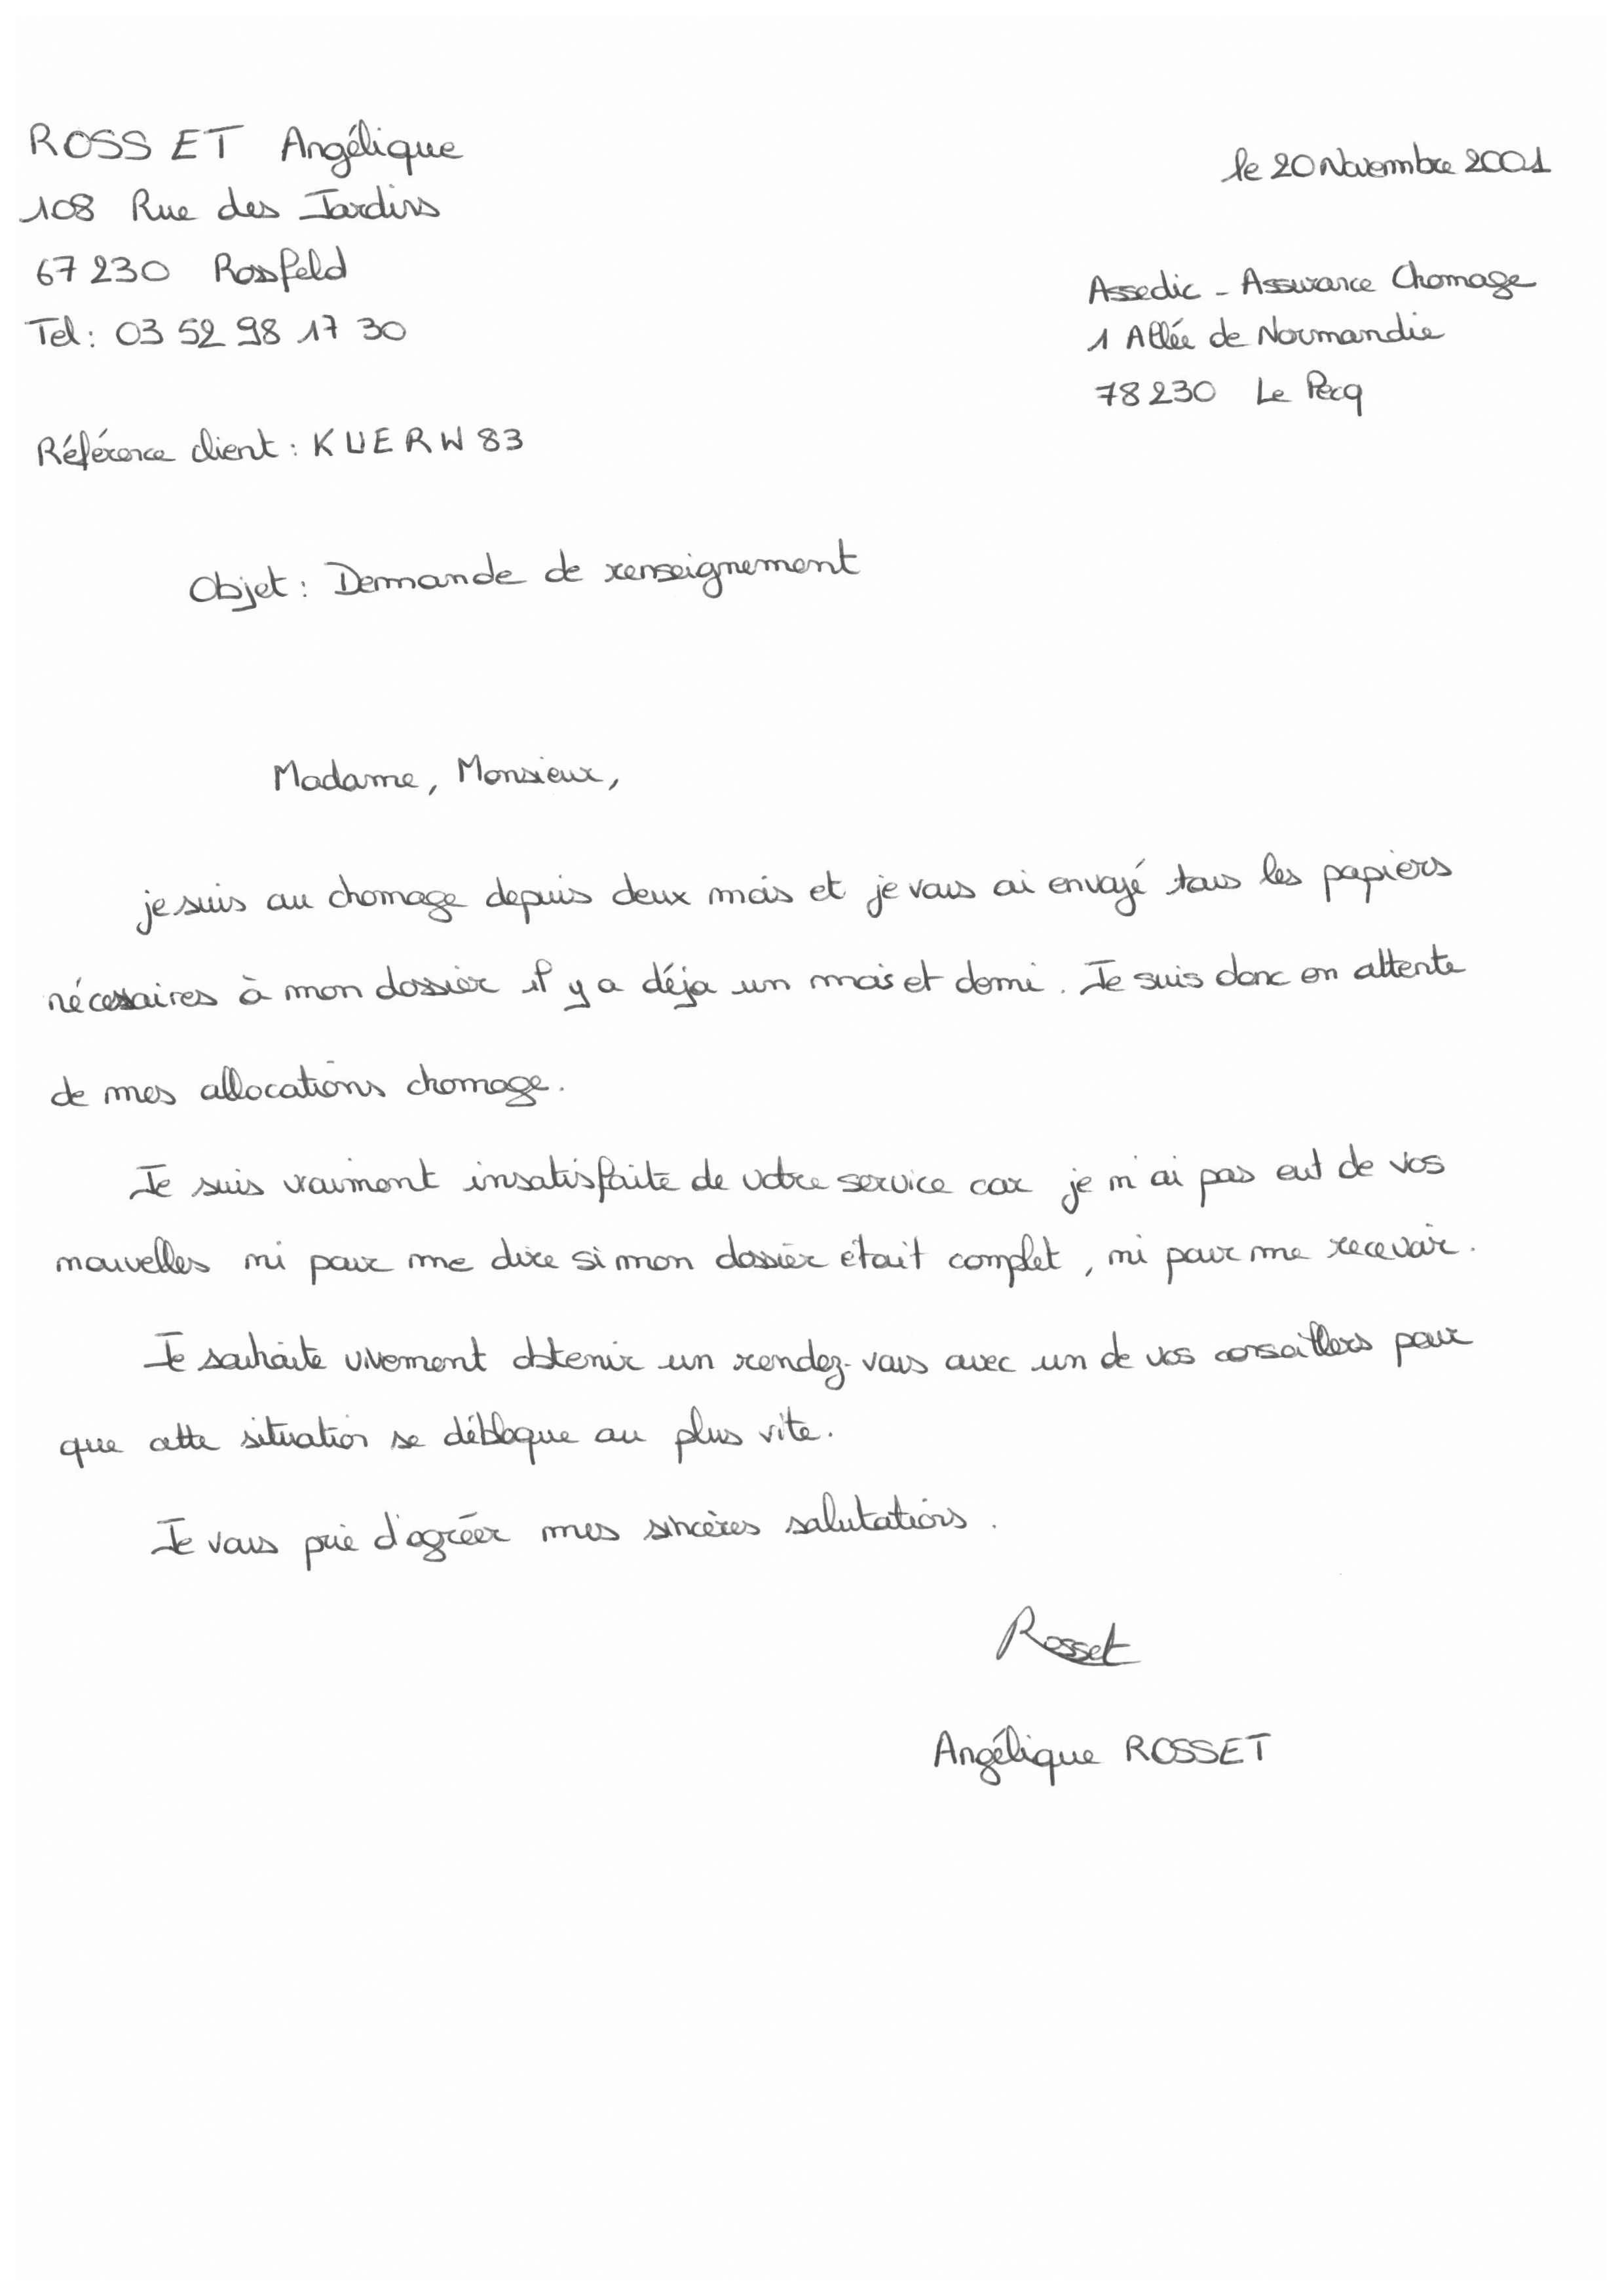 ROSSET Angélique
108 Rue des Jardins
67230 Rossfeld
Tel: 03 52 98 17 30
Référence client: KUERW83
le 20 Novembre 2001
Assedic - Assurance Chomage
1 Allée de Normandie
78230 Le Pecq
Objet: Demande de renseignement
Madame, Monsieur,
je suis au chomage depuis deux mois et je vous ai envoyé tous les papiers
nécessaires à mon dossier il y a déja un mois et demi. Je suis donc en attente
de mes allocations chomage.
Je suis vraiment insatisfaite de votre service car je n'ai pas eut de vos
nouvelles ni pour me dire si mon dossier était complet, ni pour me recevoir.
Je souhaite vivement obtenir un rendez-vous avec un de vos conseillers pour
que cette situation se débloque au plus vite.
Je vous prie d'agréer mes sincères salutations.
Rosset
Angélique ROSSET